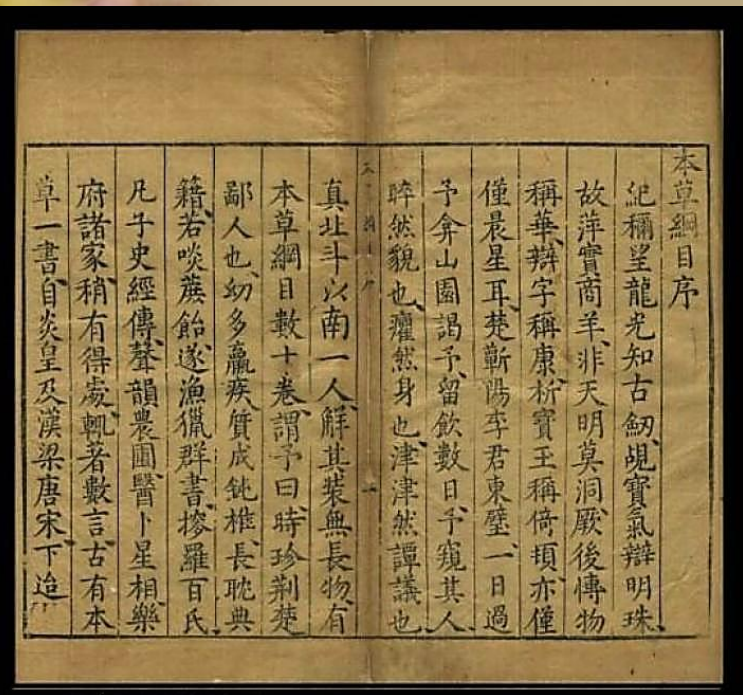 本草綱目序
紀穪望龍光知古釼覘寶氣辯明珠
故萍實商羊非天明莫洞厥後愽物
稱華辯字稱康析寶玉稱倚頓亦僅
僅晨星耳楚蘄陽李君東璧一日過
予弇山園謁予留飲數日予窺其人
睟然貌也癯然身也津津然譚議也
真北斗以南一人解其裝無長物有
本草綱目數十卷謂予曰時珍荆楚
鄙人也幼多羸疾質成鈍椎長耽典
籍若啖蔗飴遂漁獵群書搜羅百氏
凡子史經傳聲韻農圃醫卜星相樂
府諸家稍有得處輒著數言古有本
草一書自炎皇及漢梁唐宋下迨